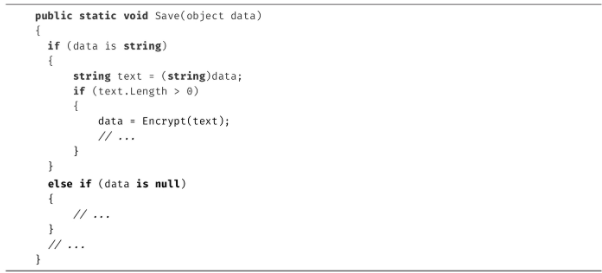 public static void Save(object data)
{
if (data is string)
{
string text = (string)data;
if (text.Length > 0)
{
data = Encrypt(text);
// ...
}
}
else if (data is null)
{
// ...
}
// ...
}